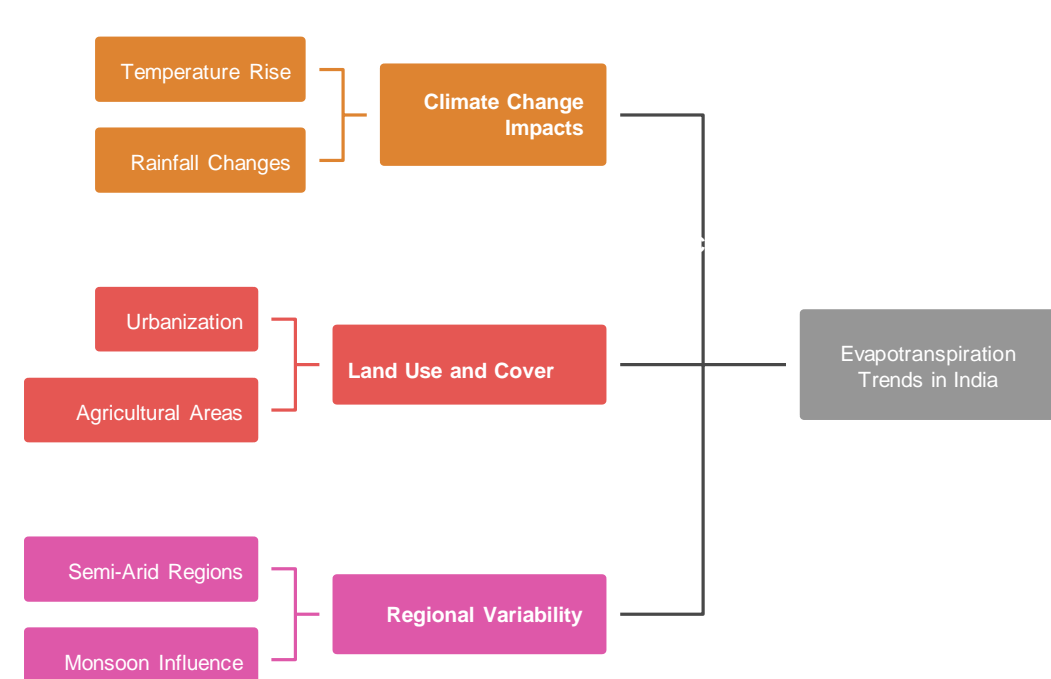 Temperature Rise
Climate Change
Impacts
Rainfall Changes
Urbanization
Land Use and Cover
Agricultural Areas
Evapotranspiration
Trends in India
Semi-Arid Regions
Regional Variability
Monsoon Influence